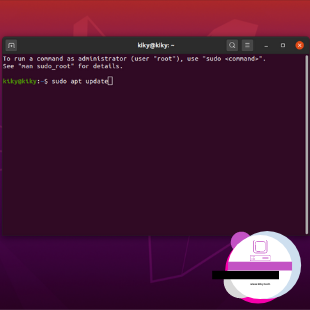 kiky@kiky: ~
To run a command as administrator (user "root"), use "sudo <command>".
See "man sudo_root" for details.
kiky@kiky:~$ sudo apt update